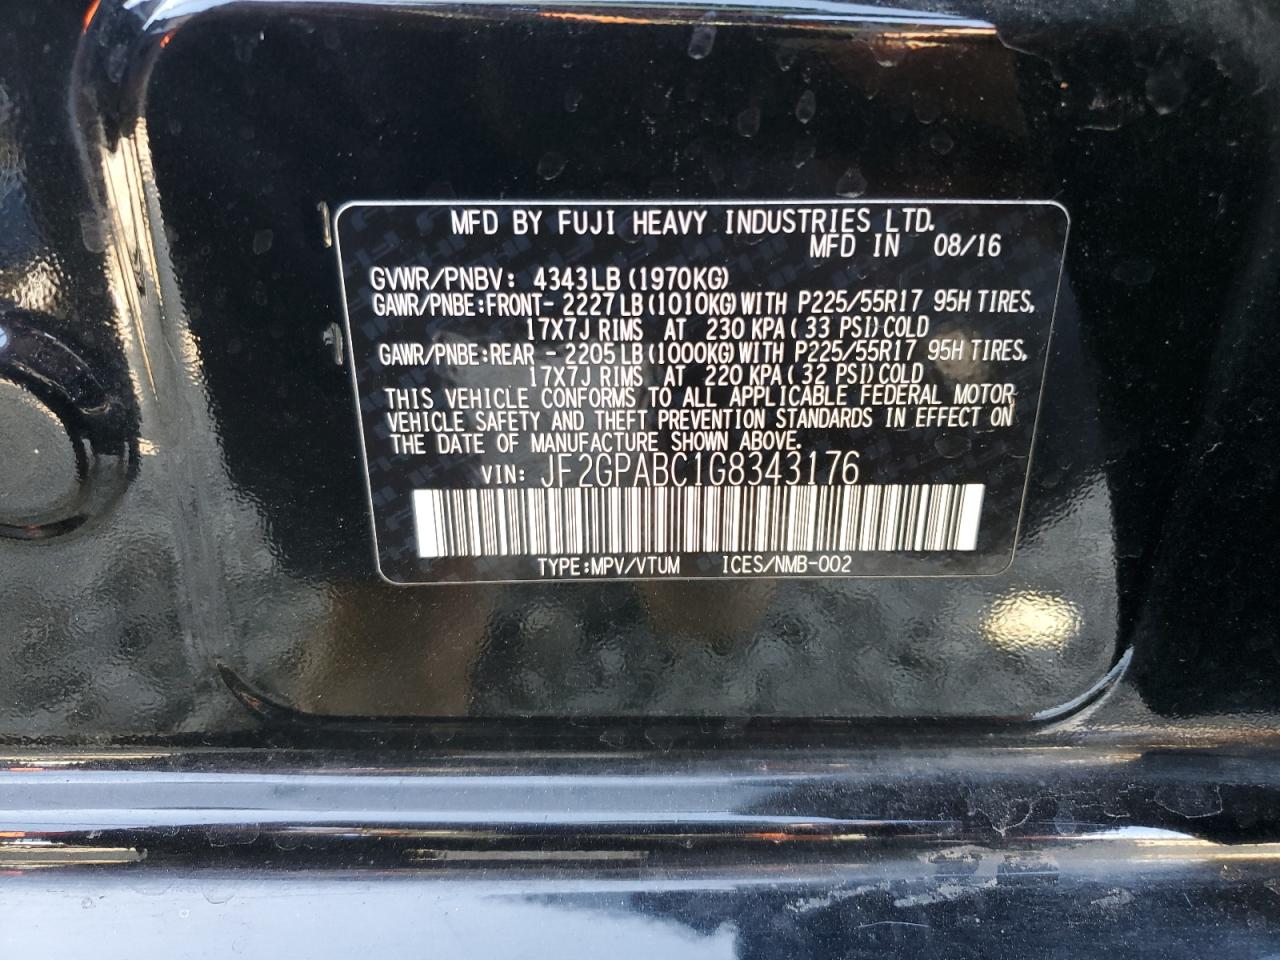 MFD BY FUJI HEAVY INDUSTRIES LTD.
MFD IN 08/16
GVWR/PNBV: 4343LB (1970KG)
GAWR/PNBE:FRONT- 2227LB(1010KG)WITH P225/55R17 95H TIRES,
17X7J RIMS AT 230 KPA (33 PSI) COLD
GAWR/PNBE:REAR - 2205LB(1000KG)WITH P225/55R17 95H TIRES,
17X7J RIMS AT 220 KPA (32 PSI) COLD
THIS VEHICLE CONFORMS TO ALL APPLICABLE FEDERAL MOTOR
VEHICLE SAFETY AND THEFT PREVENTION STANDARDS IN EFFECT ON
THE DATE OF MANUFACTURE SHOWN ABOVE.
VIN: JF2GPABC1G8343176
TYPE:MPV/VTUM ICES/NMB-002